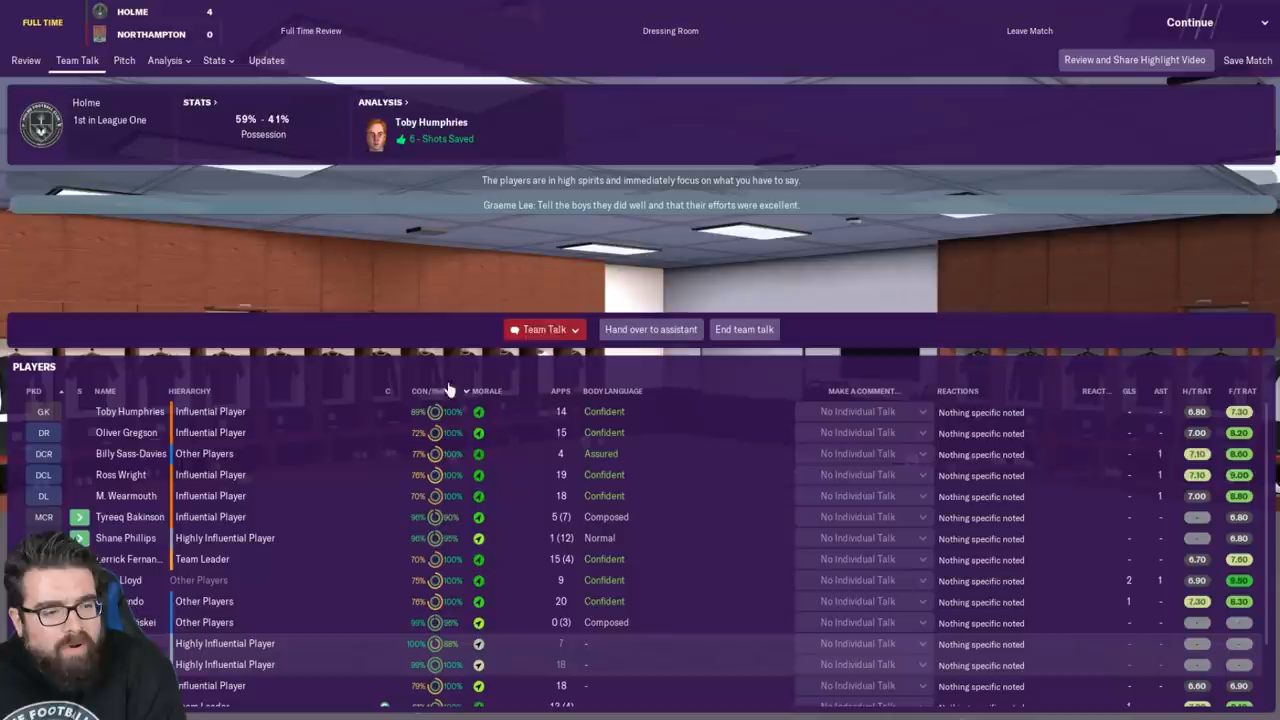 FULL TIME
HOLME 4
NORTHAMPTON 0
Full Time Review
Dressing Room
Leave Match
Continue
Review
Team Talk
Pitch
Analysis
Stats
Updates
Review and Share Highlight Video
Save Match
Holme
1st in League One
STATS >
59% - 41%
Possession
ANALYSIS >
Toby Humphries
6 - Shots Saved
The players are in high spirits and immediately focus on what you have to say.
Graeme Lee: Tell the boys they did well and that their efforts were excellent.
Team Talk
Hand over to assistant
End team talk
PLAYERS
PKD S NAME HIERARCHY C CON/ MORALE APPS BODY LANGUAGE MAKE A COMMENT... REACTIONS REACT... GLS AST H/T RAT F/T RAT
GK Toby Humphries Influential Player 89% 100% 14 Confident No Individual Talk Nothing specific noted - - 6.80 7.30
DR Oliver Gregson Influential Player 72% 100% 15 Confident No Individual Talk Nothing specific noted - - 7.00 8.20
DCR Billy Sass-Davies Other Players 77% 100% 4 Assured No Individual Talk Nothing specific noted - 1 7.10 8.60
DCL Ross Wright Influential Player 76% 100% 19 Confident No Individual Talk Nothing specific noted - 1 7.10 9.00
DL M. Wearmouth Influential Player 70% 100% 18 Confident No Individual Talk Nothing specific noted - 1 7.00 8.80
MCR Tyreeq Bakinson Influential Player 96% 90% 5 (7) Composed No Individual Talk Nothing specific noted - - - 6.80
Shane Phillips Highly Influential Player 96% 95% 1 (12) Normal No Individual Talk Nothing specific noted - - - 6.80
errick Fernan... Team Leader 70% 100% 15 (4) Confident No Individual Talk Nothing specific noted - - 6.70 7.60
Lloyd Other Players 75% 100% 9 Confident No Individual Talk Nothing specific noted 2 1 6.90 9.50
ndo Other Players 76% 100% 20 Confident No Individual Talk Nothing specific noted 1 - 7.30 8.30
skei Other Players 99% 96% 0 (3) Composed No Individual Talk Nothing specific noted - - - -
Highly Influential Player 100% 88% 7 - No Individual Talk Nothing specific noted - - - -
Highly Influential Player 99% 100% 18 - No Individual Talk Nothing specific noted - - - -
nfluential Player 79% 100% 18 - No Individual Talk Nothing specific noted - - 6.60 6.90